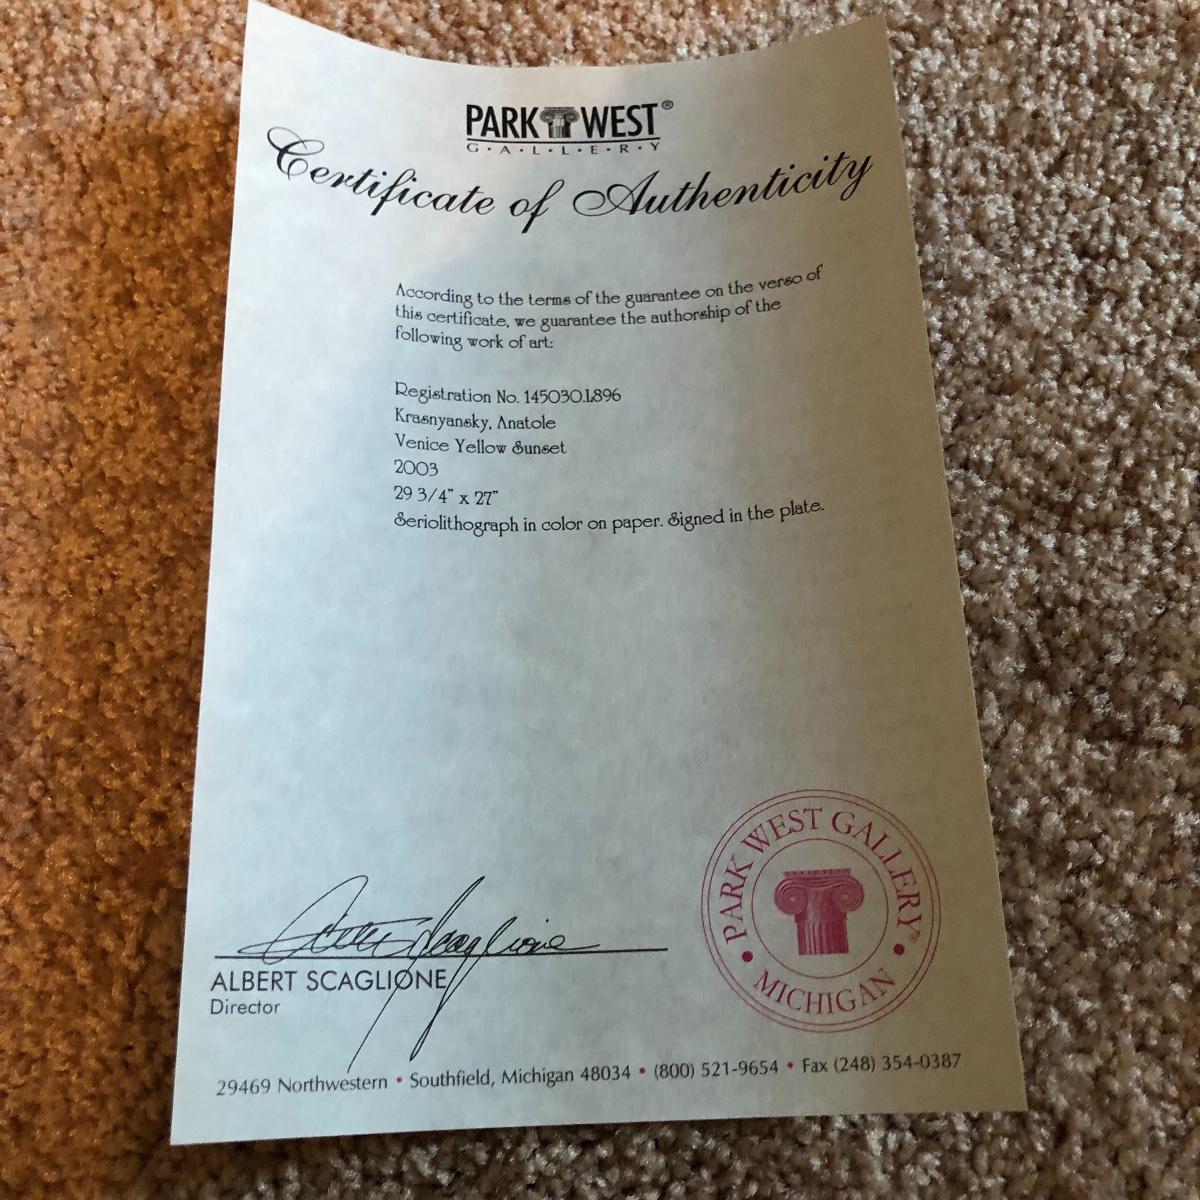 PARK WEST®
G·A·L·L·E·R·Y
Certificate of Authenticity
According to the terms of the guarantee on the verso of
this certificate, we guarantee the authorship of the
following work of art:
Registration No. 145030.L896
Krasnyansky, Anatole
Venice Yellow Sunset
2003
29 3/4" x 27"
Seriolithograph in color on paper. Signed in the plate.
PARK WEST GALLERY®
• MICHIGAN •
Albert Scaglione
ALBERT SCAGLIONE
Director
29469 Northwestern • Southfield, Michigan 48034 • (800) 521-9654 • Fax (248) 354-0387